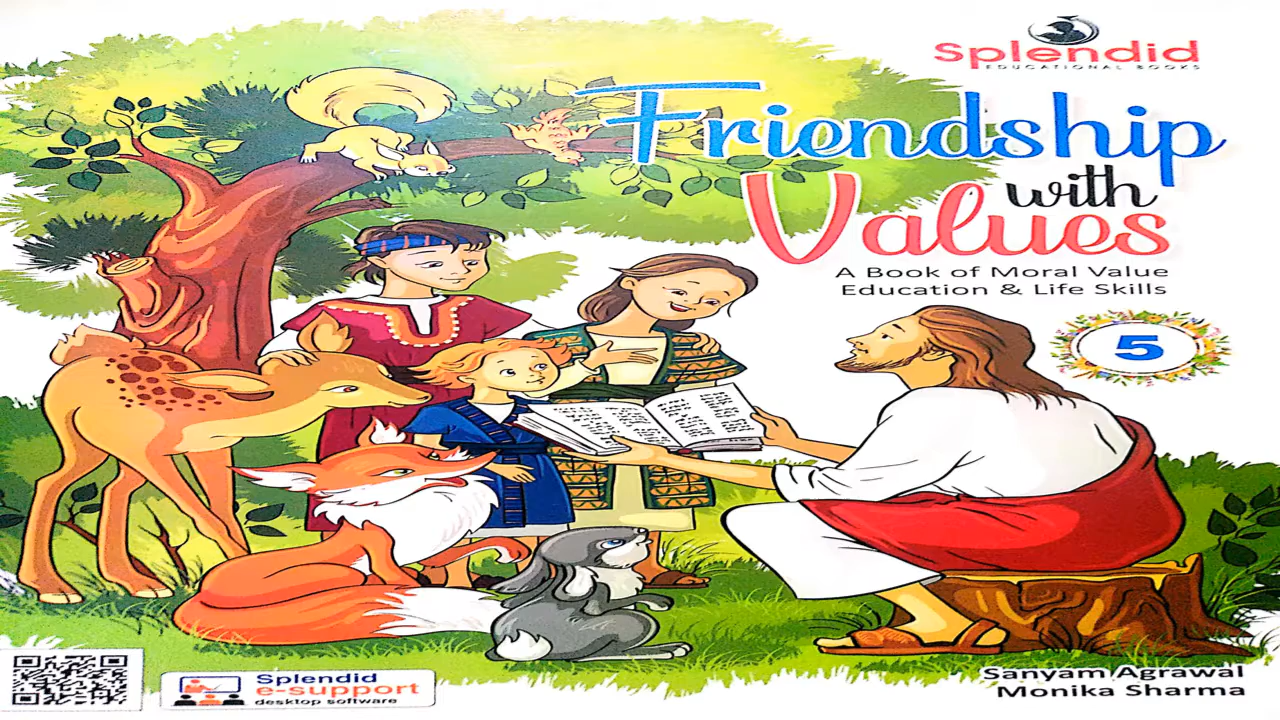 Splendid
EDUCATIONAL BOOKS
Friendship
with
Values
A Book of Moral Value
Education & Life Skills
5
Splendid
e-support
desktop software
Sanyam Agrawal
Monika Sharma